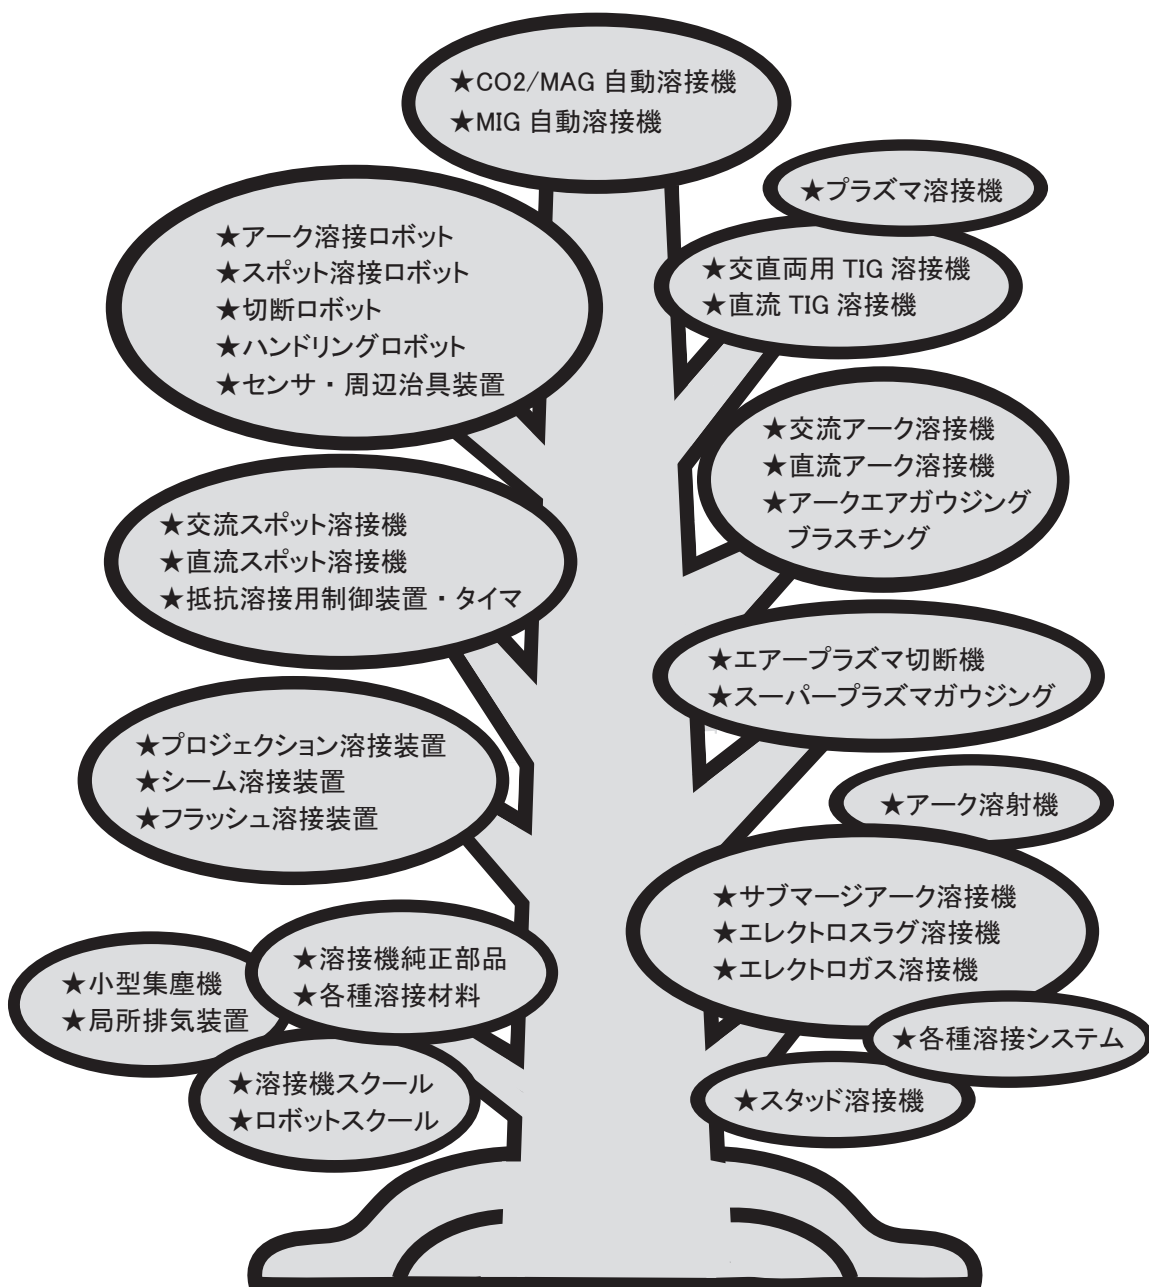 ★CO2/MAG 自動溶接機
★MIG 自動溶接機
★プラズマ溶接機
★交直両用 TIG 溶接機
★直流 TIG 溶接機
★アーク溶接ロボット
★スポット溶接ロボット
★切断ロボット
★ハンドリングロボット
★センサ・周辺治具装置
★交流アーク溶接機
★直流アーク溶接機
★アークエアガウジング
ブラスチング
★交流スポット溶接機
★直流スポット溶接機
★抵抗溶接用制御装置・タイマ
★エアープラズマ切断機
★スーパープラズマガウジング
★プロジェクション溶接装置
★シーム溶接装置
★フラッシュ溶接装置
★アーク溶射機
★サブマージアーク溶接機
★エレクトロスラグ溶接機
★エレクトロガス溶接機
★溶接機純正部品
★各種溶接材料
★小型集塵機
★局所排気装置
★各種溶接システム
★溶接機スクール
★ロボットスクール
★スタッド溶接機